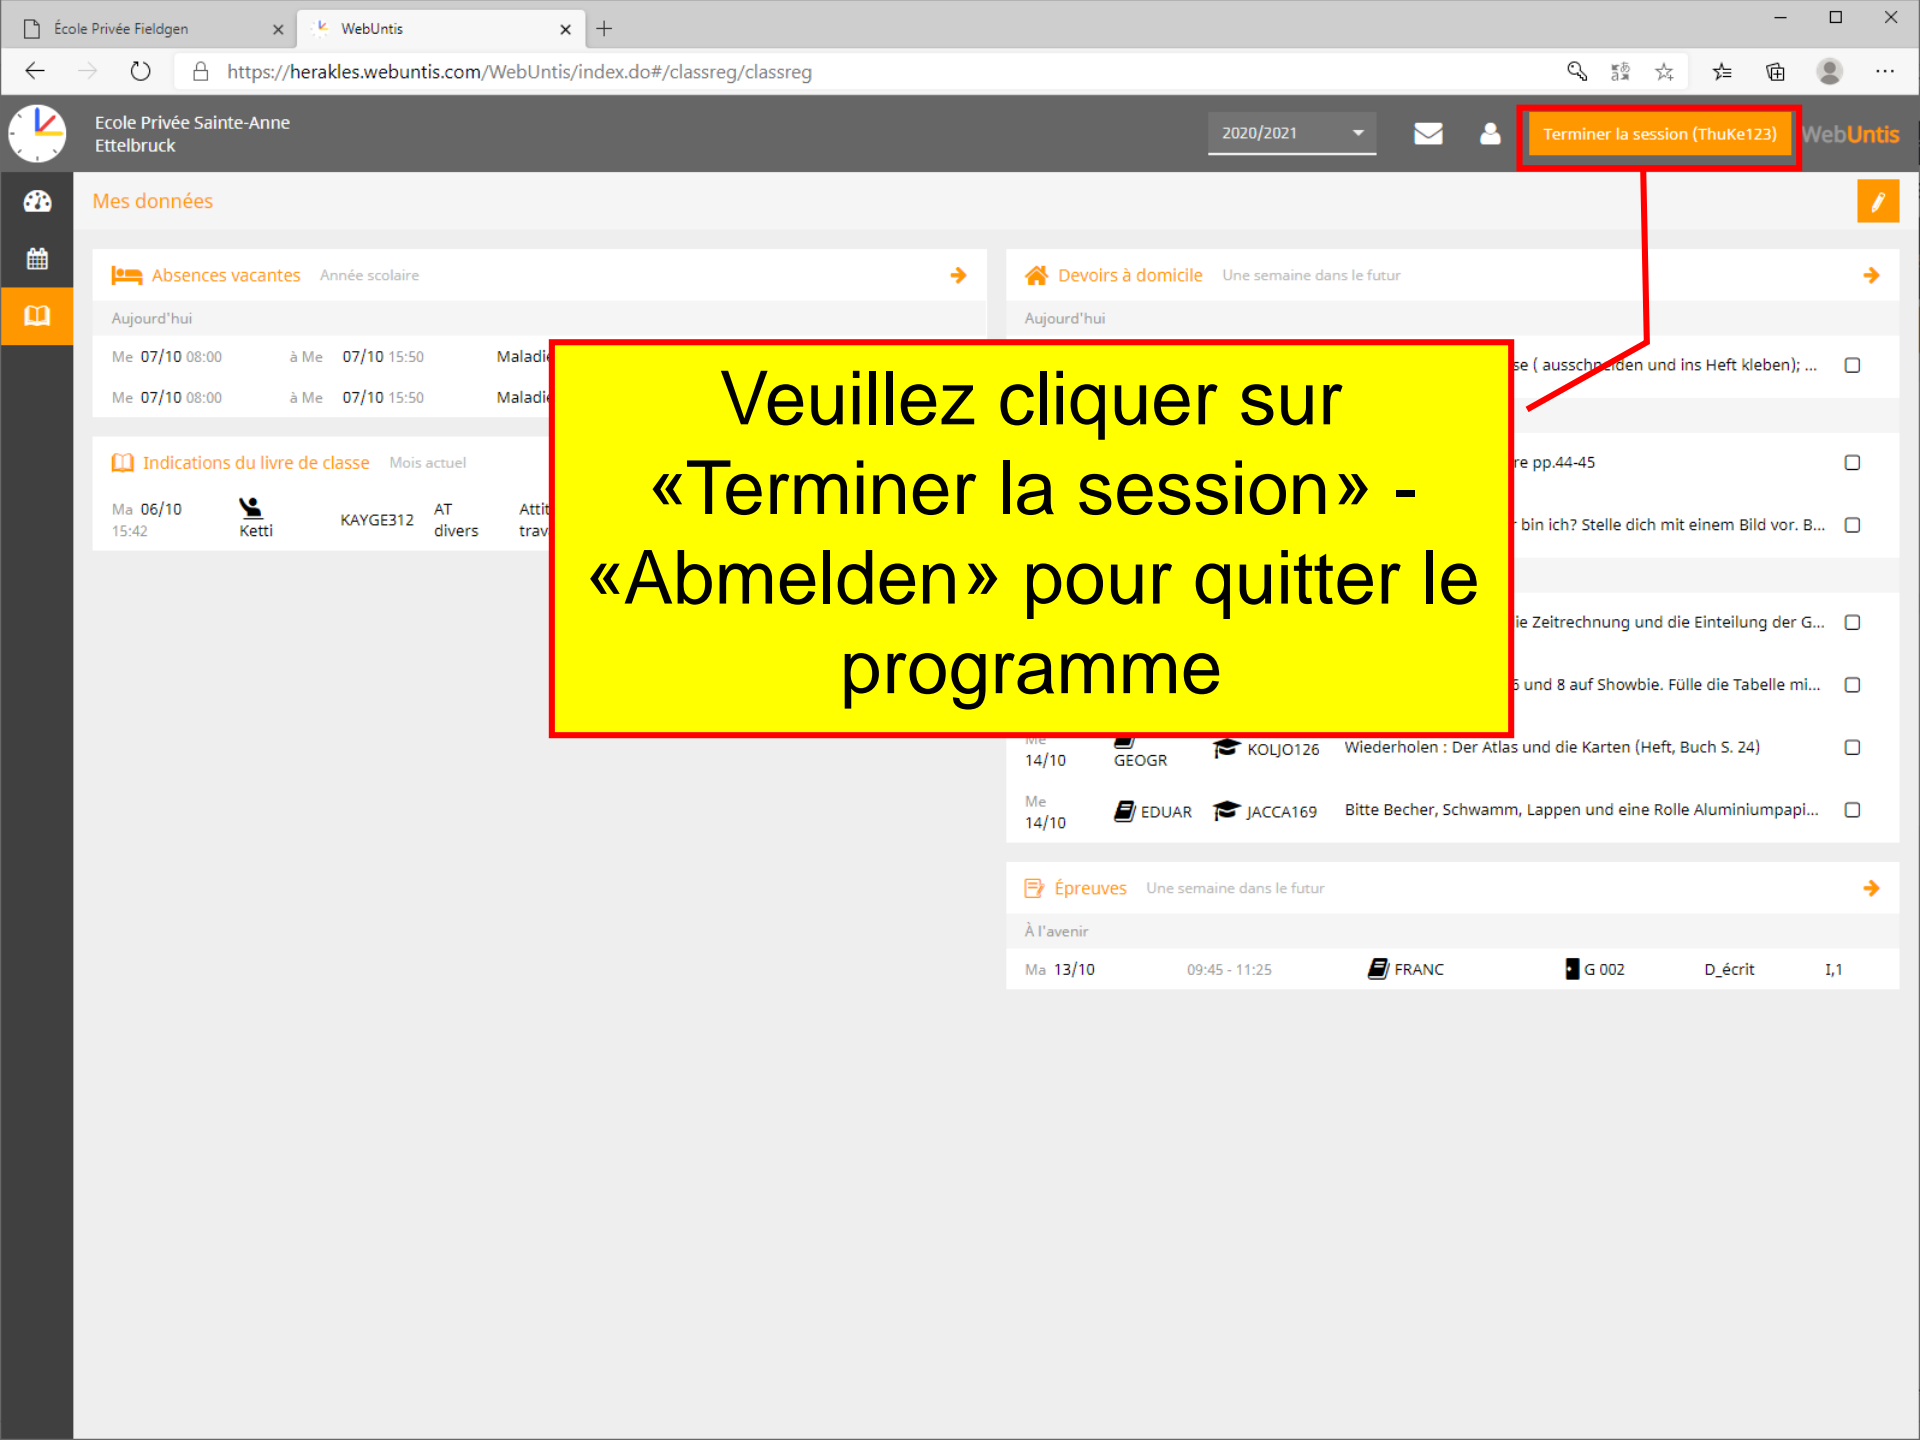 École Privée Fieldgen
WebUntis
https://herakles.webuntis.com/WebUntis/index.do#/classreg/classreg
Ecole Privée Sainte-Anne
Ettelbruck
2020/2021
Terminer la session (ThuKe123)
WebUntis
Mes données
Absences vacantes Année scolaire
Aujourd'hui
Me 07/10 08:00 à Me 07/10 15:50
Me 07/10 08:00 à Me 07/10 15:50
Indications du livre de classe Mois actuel
Ma 06/10
15:42
Ketti
KAYGE312
AT
divers
Veuillez cliquer sur
«Terminer la session» -
«Abmelden» pour quitter le
programme
Devoirs à domicile Une semaine dans le futur
Aujourd'hui
( ausschneiden und ins Heft kleben); ...
pp.44-45
bin ich? Stelle dich mit einem Bild vor. B...
Zeitrechnung und die Einteilung der G...
und 8 auf Showbie. Fülle die Tabelle mi...
Me
14/10 GEOGR KOLJO126 Wiederholen : Der Atlas und die Karten (Heft, Buch S. 24)
Me
14/10 EDUAR JACCA169 Bitte Becher, Schwamm, Lappen und eine Rolle Aluminiumpapi...
Épreuves Une semaine dans le futur
À l'avenir
Ma 13/10 09:45 - 11:25 FRANC G 002 D_écrit I,1